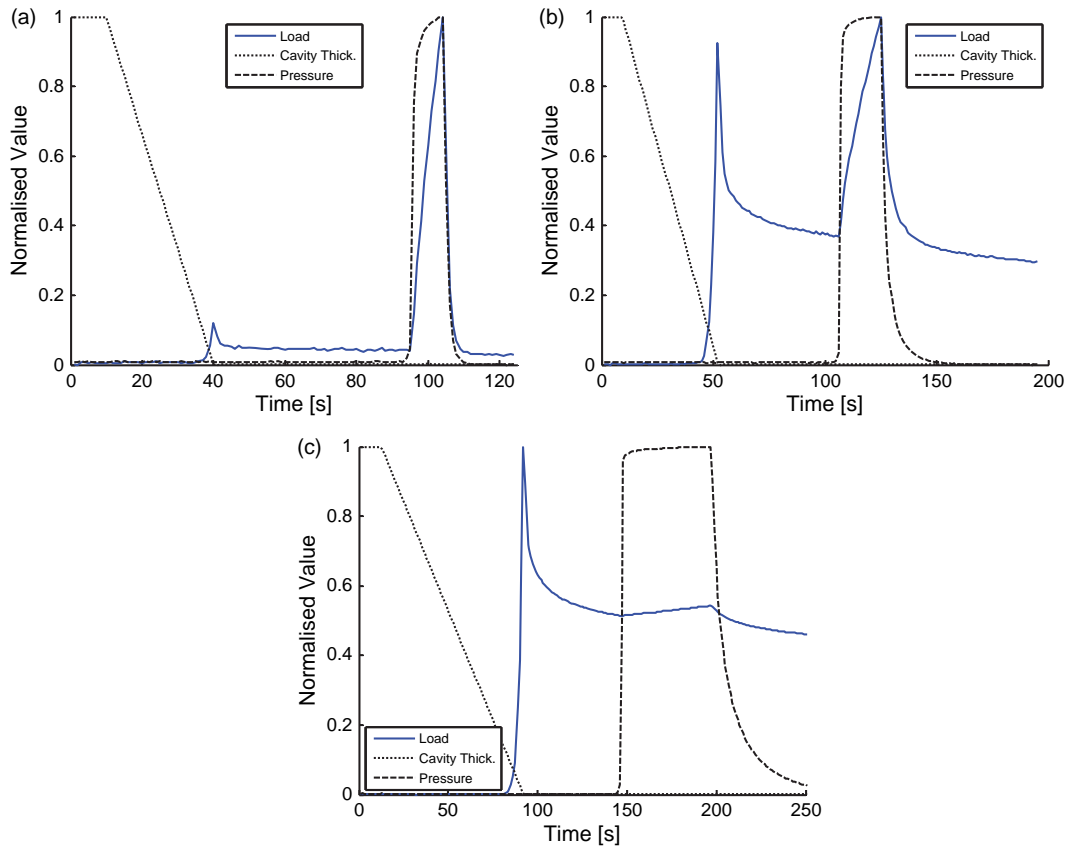 (a)
Normalised Value
1
0.8
0.6
0.4
0.2
0
0 20 40 60 80 100 120
Time [s]
Load
Cavity Thick.
Pressure
(b)
Normalised Value
1
0.8
0.6
0.4
0.2
0
0 50 100 150 200
Time [s]
Load
Cavity Thick.
Pressure
(c)
Normalised Value
1
0.8
0.6
0.4
0.2
0
0 50 100 150 200 250
Time [s]
Load
Cavity Thick.
Pressure